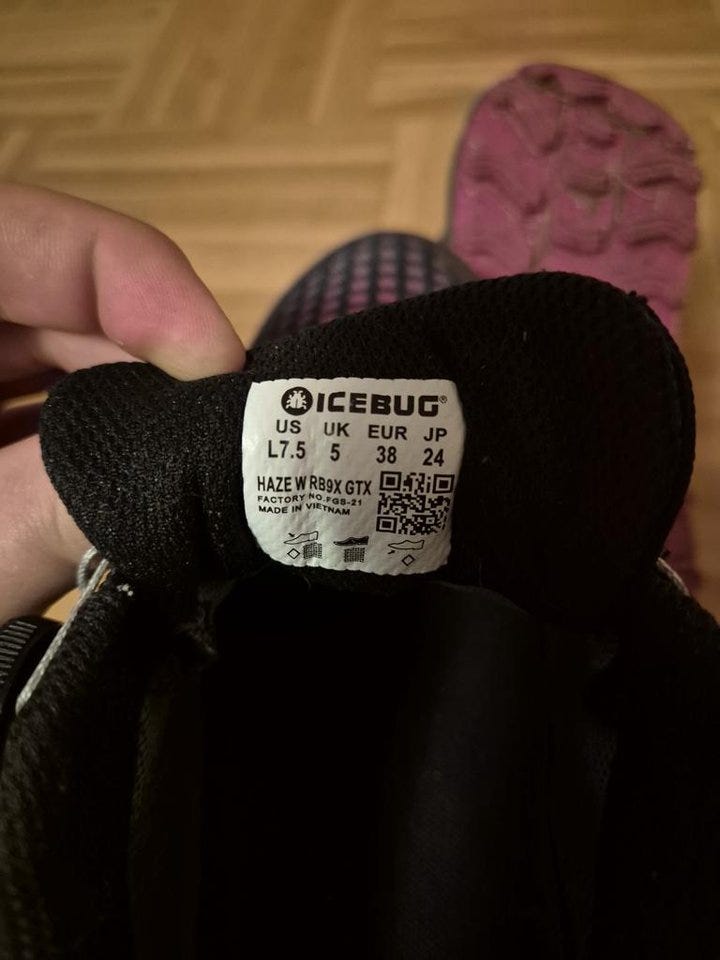 ICEBUG®
US UK EUR JP
L7.5 5 38 24
HAZE W RB9X GTX
FACTORY NO.FGS-21
MADE IN VIETNAM